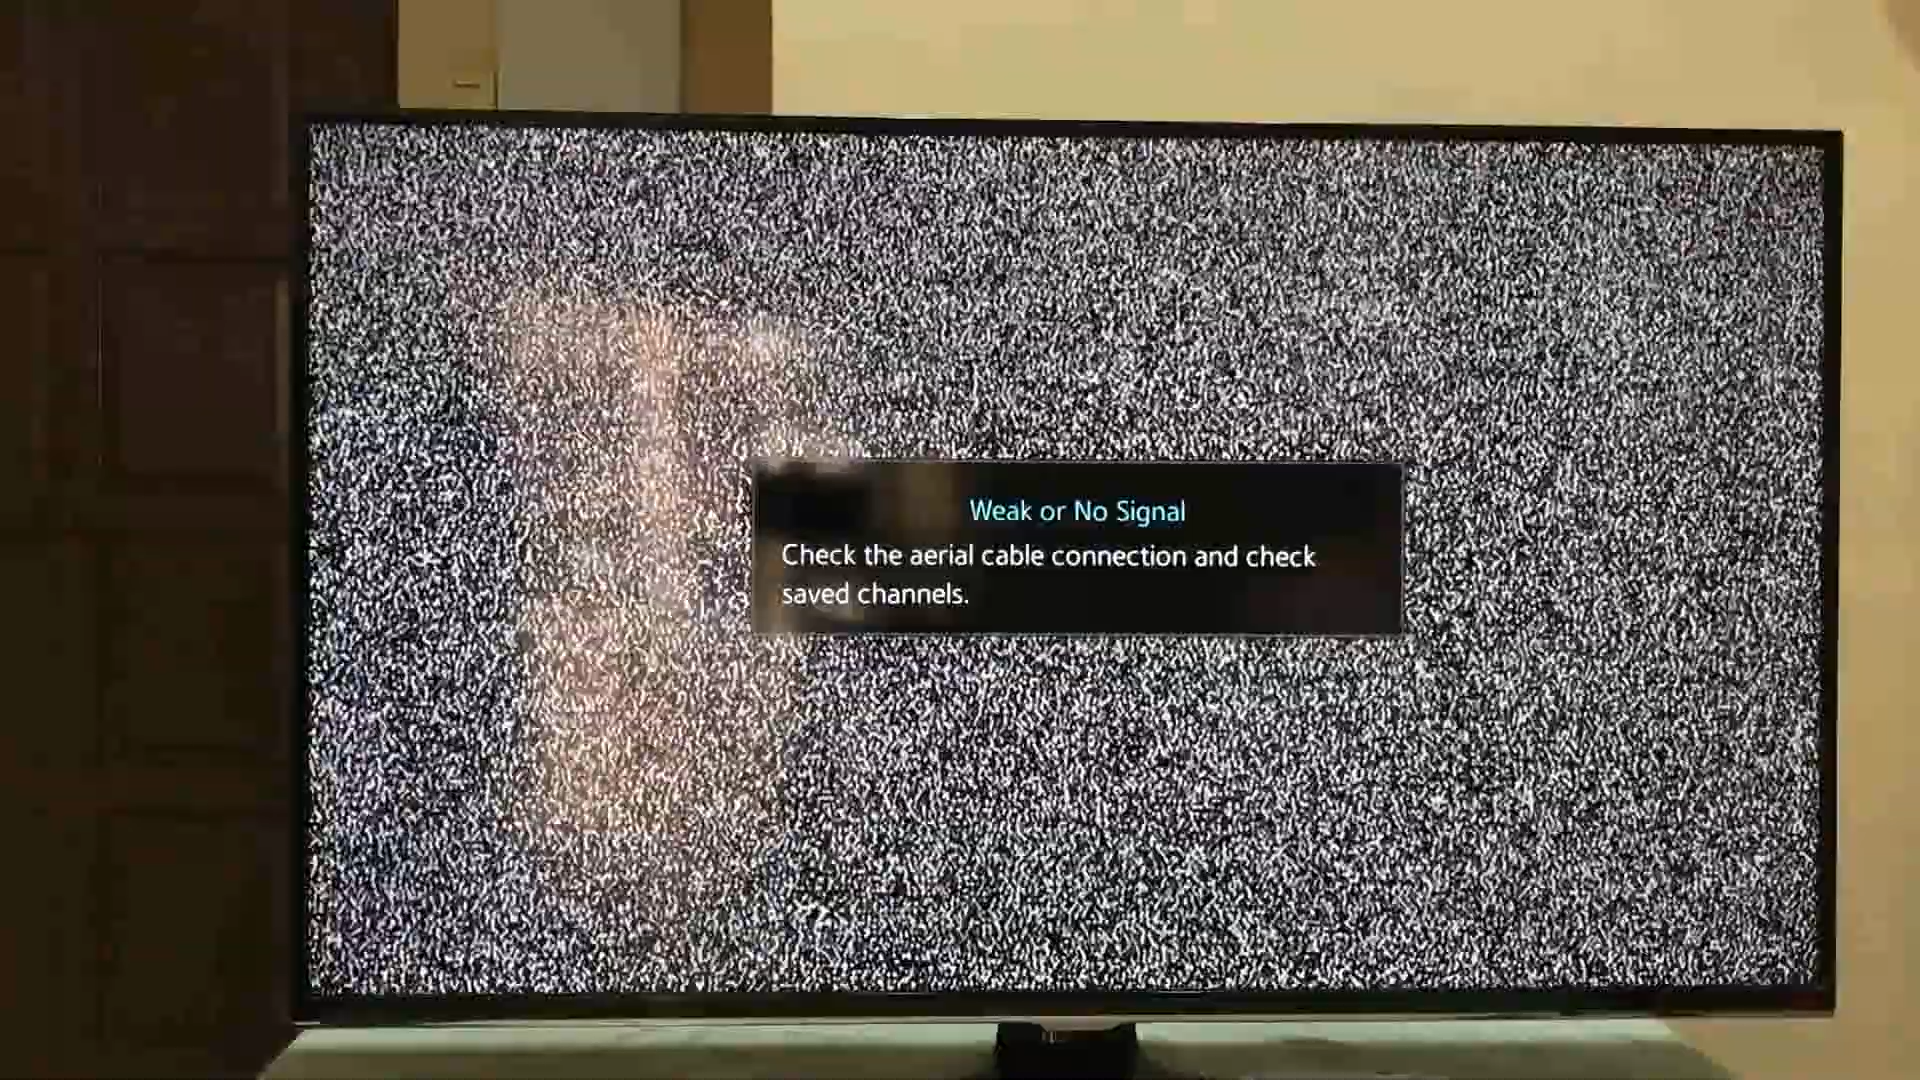 Weak or No Signal
Check the aerial cable connection and check
saved channels.